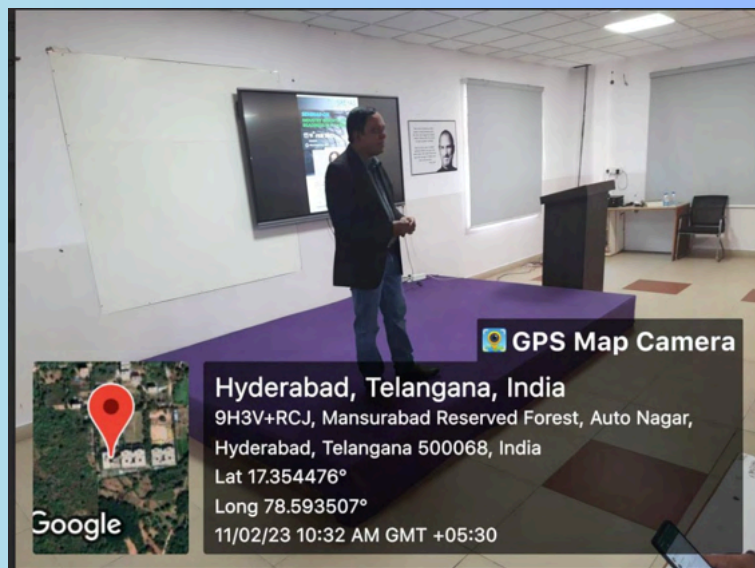 GPS Map Camera
Hyderabad, Telangana, India
9H3V+RCJ, Mansurabad Reserved Forest, Auto Nagar,
Hyderabad, Telangana 500068, India
Lat 17.354476°
Long 78.593507°
11/02/23 10:32 AM GMT +05:30
Google